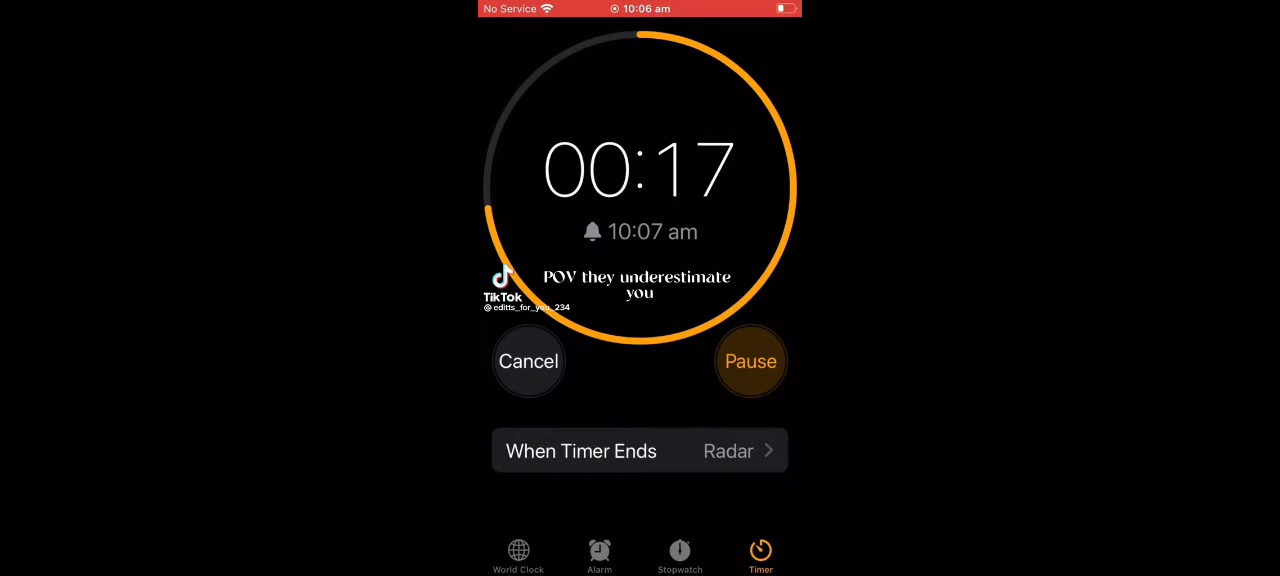 No Service 10:06 am
00:17
10:07 am
POV they underestimate
you
TikTok
@editts_for_you_234
Cancel Pause
When Timer Ends Radar
World Clock Alarm Stopwatch Timer